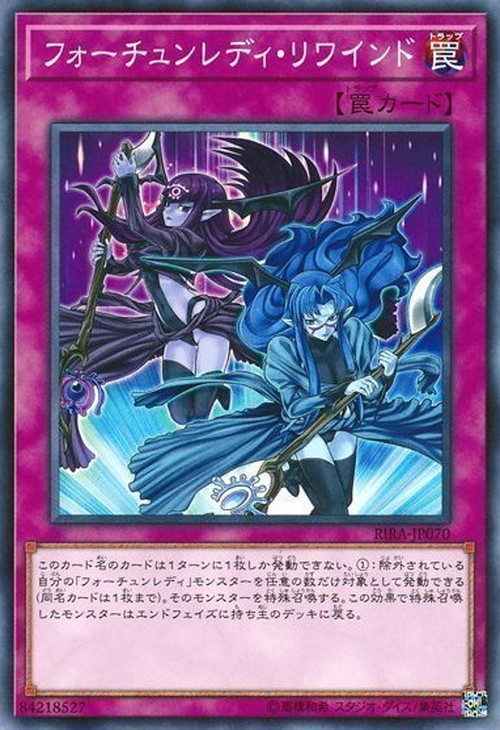 フォーチュンレディ・リワインド
罠
トラップ
【罠カード】
トラップ
RIRA-JP070
このカード名のカードは1ターンに1枚しか発動できない。①：除外されている
自分の「フォーチュンレディ」モンスターを任意の数だけ対象として発動できる
(同名カードは1枚まで)。そのモンスターを特殊召喚する。この効果で特殊召喚
したモンスターはエンドフェイズに持ち主のデッキに戻る。
84218527
©高橋和希 スタジオ・ダイス/集英社